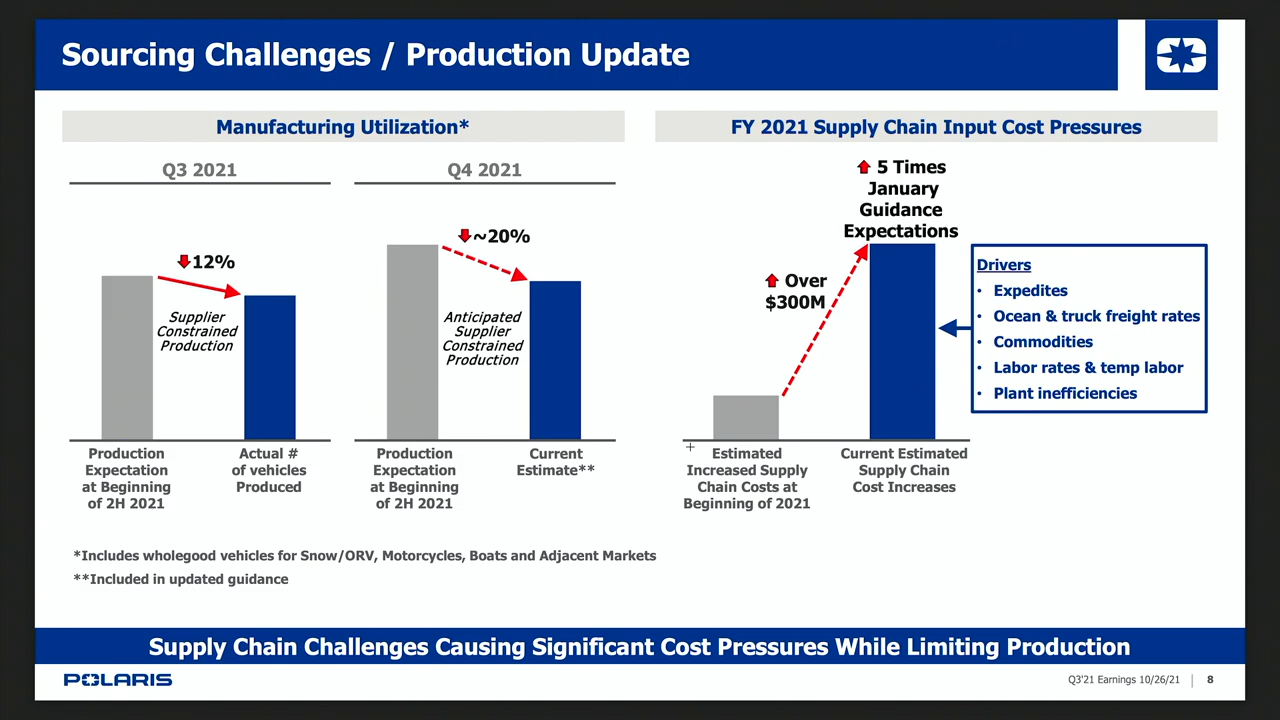 Sourcing Challenges / Production Update
Manufacturing Utilization*
Q3 2021
Q4 2021
12%
Supplier
Constrained
Production
~20%
Anticipated
Supplier
Constrained
Production
Production
Expectation
at Beginning
of 2H 2021
Actual #
of vehicles
Produced
Production
Expectation
at Beginning
of 2H 2021
Current
Estimate**
FY 2021 Supply Chain Input Cost Pressures
5 Times
January
Guidance
Expectations
Over
$300M
Drivers
• Expedites
• Ocean & truck freight rates
• Commodities
• Labor rates & temp labor
• Plant inefficiencies
Estimated
Increased Supply
Chain Costs at
Beginning of 2021
Current Estimated
Supply Chain
Cost Increases
*Includes wholegood vehicles for Snow/ORV, Motorcycles, Boats and Adjacent Markets
**Included in updated guidance
Supply Chain Challenges Causing Significant Cost Pressures While Limiting Production
POLARIS
Q3'21 Earnings 10/26/21 | 8